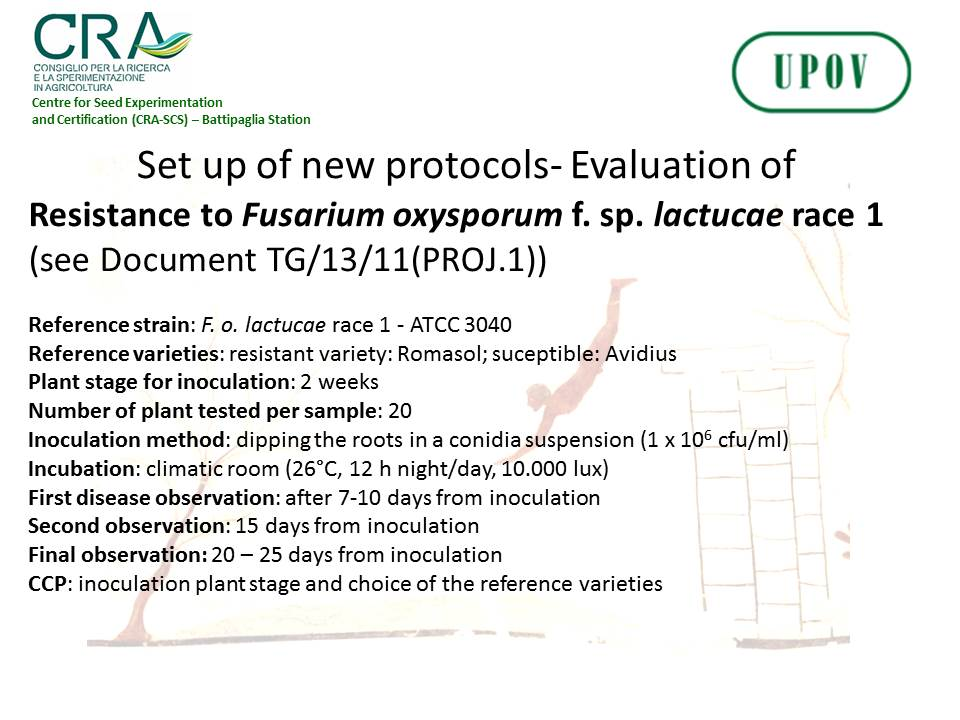 CRA
CONSIGLIO PER LA RICERCA
E LA SPERIMENTAZIONE
IN AGRICOLTURA
Centre for Seed Experimentation
and Certification (CRA-SCS) – Battipaglia Station
UPOV
Set up of new protocols- Evaluation of
Resistance to Fusarium oxysporum f. sp. lactucae race 1
(see Document TG/13/11(PROJ.1))
Reference strain: F. o. lactucae race 1 - ATCC 3040
Reference varieties: resistant variety: Romasol; suceptible: Avidius
Plant stage for inoculation: 2 weeks
Number of plant tested per sample: 20
Inoculation method: dipping the roots in a conidia suspension (1 x 10⁶ cfu/ml)
Incubation: climatic room (26°C, 12 h night/day, 10.000 lux)
First disease observation: after 7-10 days from inoculation
Second observation: 15 days from inoculation
Final observation: 20 – 25 days from inoculation
CCP: inoculation plant stage and choice of the reference varieties